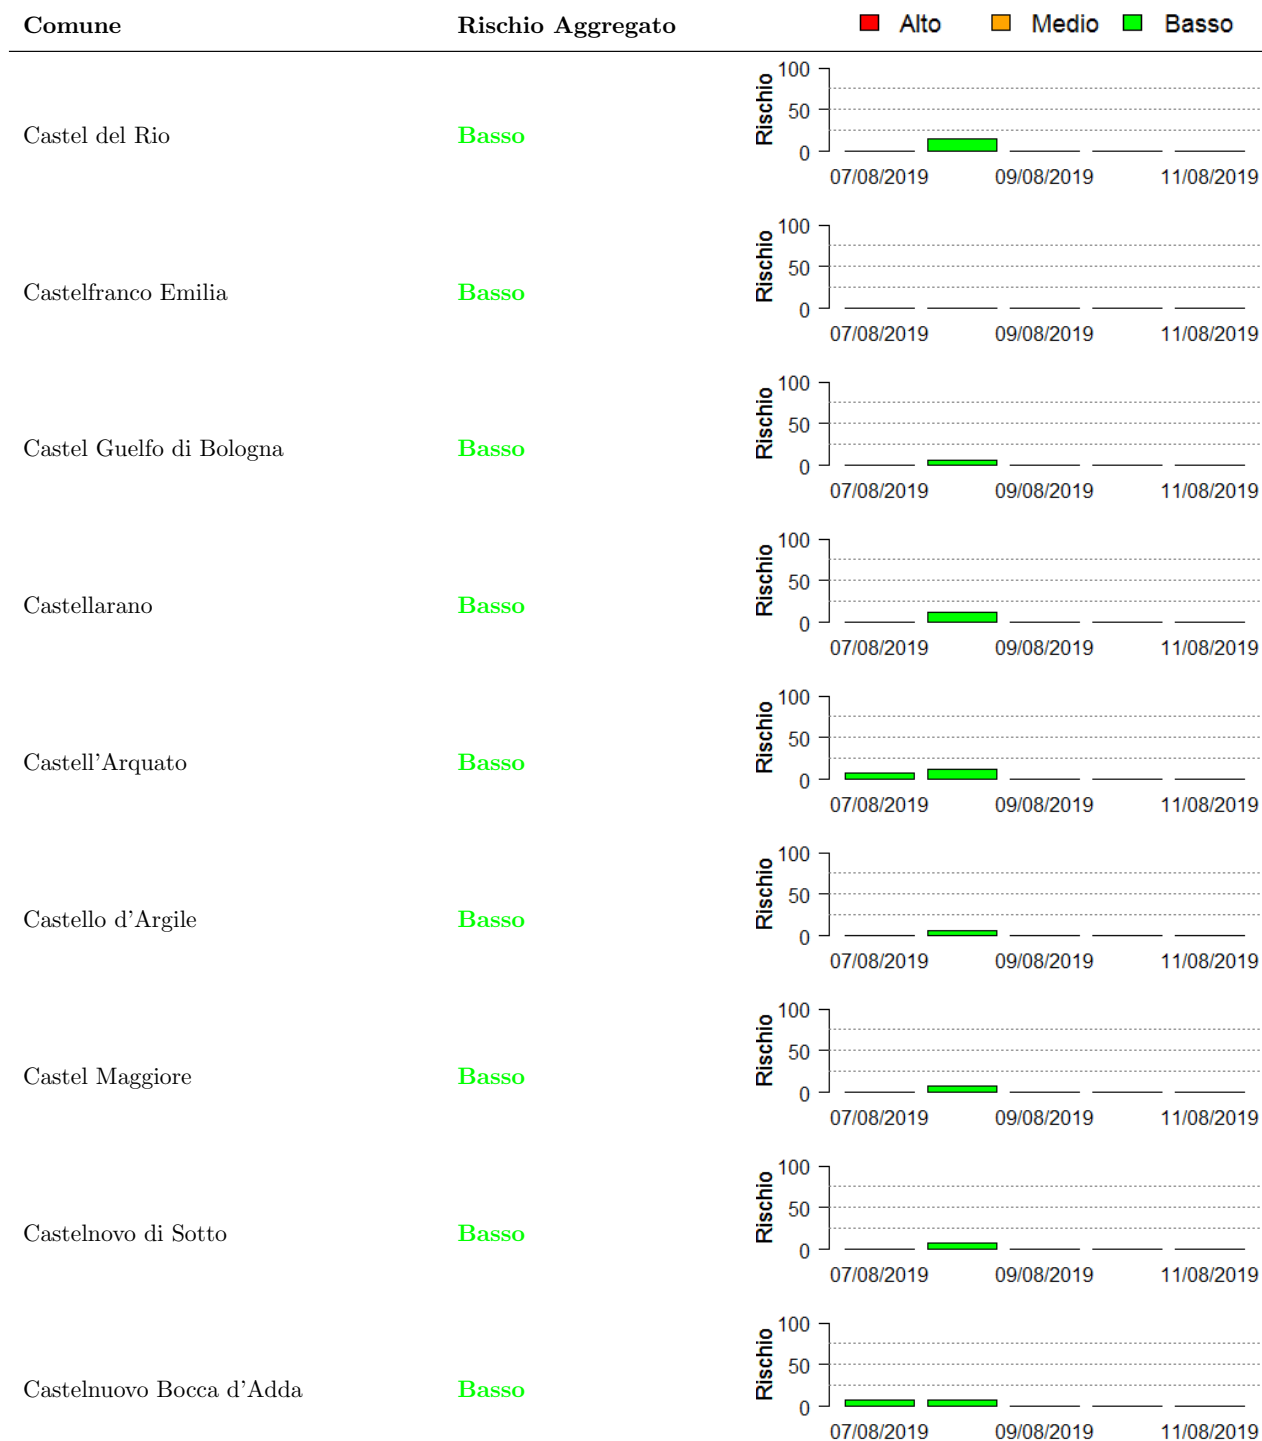 Comune Rischio Aggregato Alto Medio Basso
Castel del Rio Basso Rischio 100 50 0
07/08/2019 09/08/2019 11/08/2019
Castelfranco Emilia Basso Rischio 100 50 0
07/08/2019 09/08/2019 11/08/2019
Castel Guelfo di Bologna Basso Rischio 100 50 0
07/08/2019 09/08/2019 11/08/2019
Castellarano Basso Rischio 100 50 0
07/08/2019 09/08/2019 11/08/2019
Castell'Arquato Basso Rischio 100 50 0
07/08/2019 09/08/2019 11/08/2019
Castello d'Argile Basso Rischio 100 50 0
07/08/2019 09/08/2019 11/08/2019
Castel Maggiore Basso Rischio 100 50 0
07/08/2019 09/08/2019 11/08/2019
Castelnovo di Sotto Basso Rischio 100 50 0
07/08/2019 09/08/2019 11/08/2019
Castelnuovo Bocca d'Adda Basso Rischio 100 50 0
07/08/2019 09/08/2019 11/08/2019